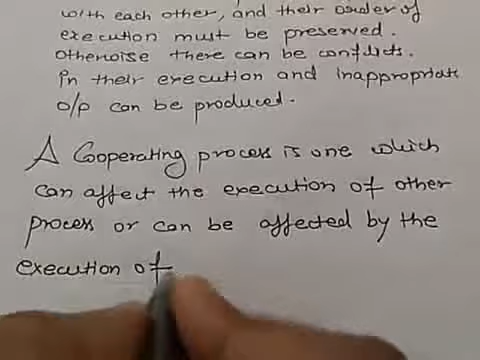 with each other, and their order of
execution must be preserved.
otherwise there can be conflicts.
in their execution and inappropriate
o/p can be produced.
A Cooperating process is one which
can affect the execution of other
process or can be affected by the
execution of